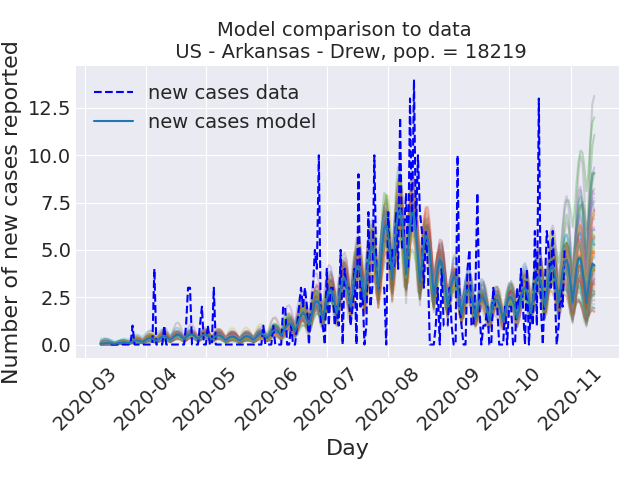 Model comparison to data
US - Arkansas - Drew, pop. = 18219
new cases data
new cases model
Number of new cases reported
12.5
10.0
7.5
5.0
2.5
0.0
2020-03
2020-04
2020-05
2020-06
2020-07
2020-08
2020-09
2020-10
2020-11
Day